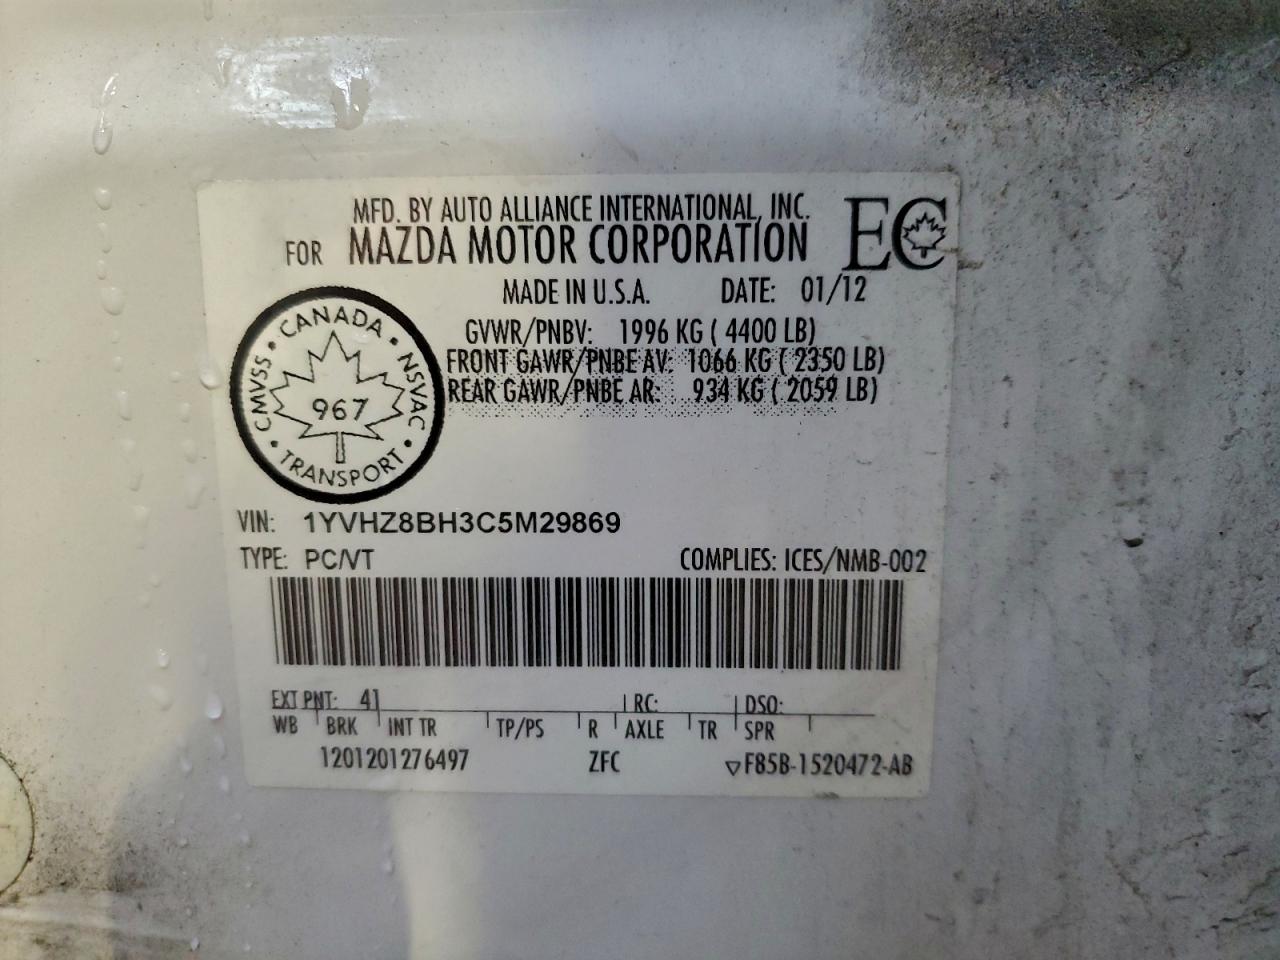 MFD. BY AUTO ALLIANCE INTERNATIONAL, INC.
FOR MAZDA MOTOR CORPORATION
EC
MADE IN U.S.A. DATE: 01/12
GVWR/PNBV: 1996 KG ( 4400 LB)
FRONT GAWR/PNBE AV: 1066 KG ( 2350 LB)
REAR GAWR/PNBE AR: 934 KG ( 2059 LB)
CMVSS • CANADA • NSVAC • TRANSPORT •
967
VIN: 1YVHZ8BH3C5M29869
TYPE: PC/VT COMPLIES: ICES/NMB-002
EXT PNT: 41 RC: DSO:
WB BRK INT TR TP/PS R AXLE TR SPR
1201201276497 ZFC ▽F85B-1520472-AB